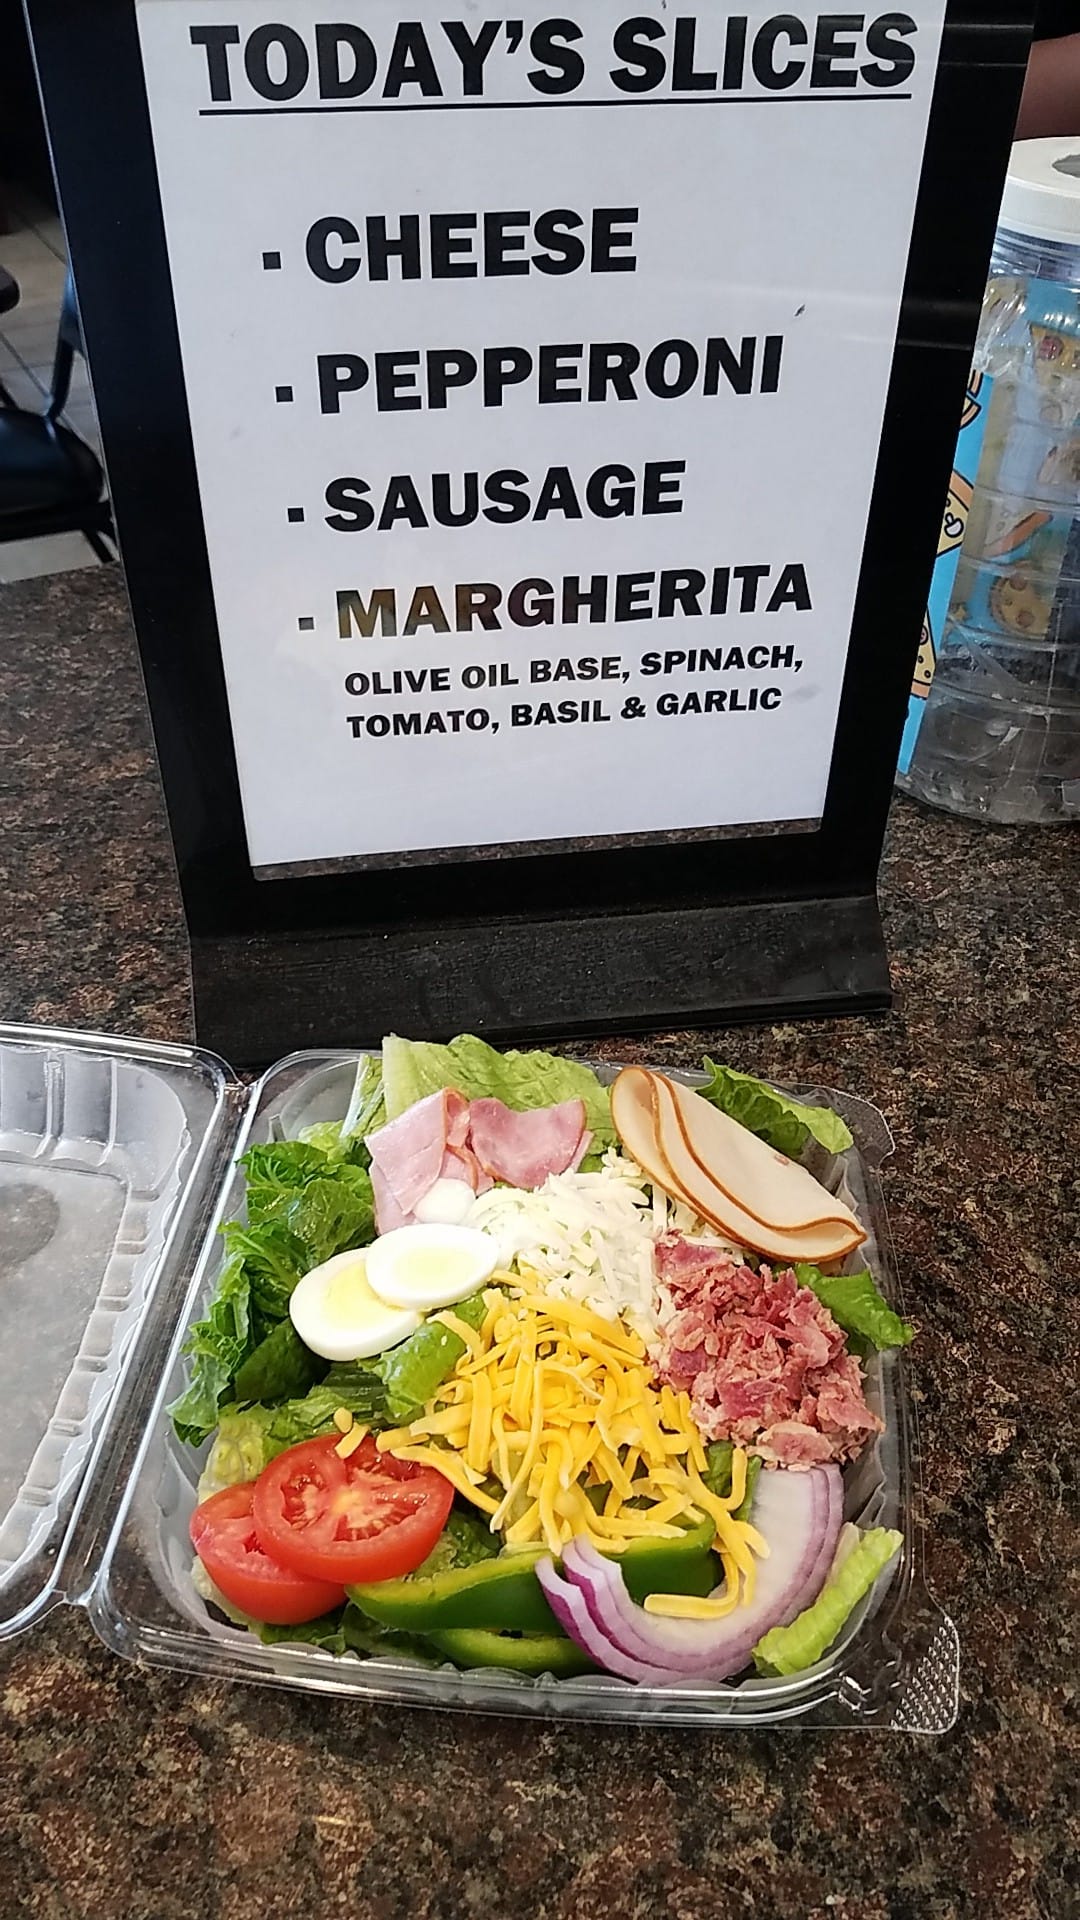 TODAY'S SLICES
▪ CHEESE
▪ PEPPERONI
▪ SAUSAGE
▪ MARGHERITA
OLIVE OIL BASE, SPINACH,
TOMATO, BASIL & GARLIC